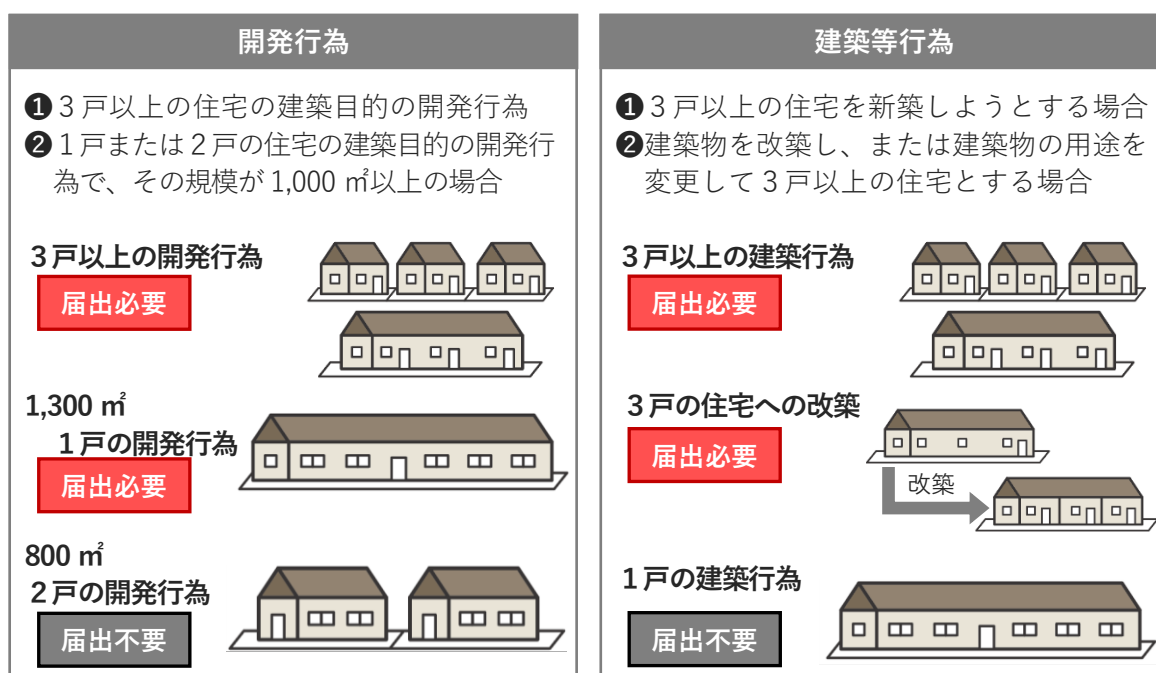 開発行為
❶３戸以上の住宅の建築目的の開発行為
❷１戸または２戸の住宅の建築目的の開発行
為で、その規模が 1,000 ㎡以上の場合
３戸以上の開発行為
届出必要
1,300 ㎡
１戸の開発行為
届出必要
800 ㎡
２戸の開発行為
届出不要
建築等行為
❶３戸以上の住宅を新築しようとする場合
❷建築物を改築し、または建築物の用途を
変更して３戸以上の住宅とする場合
３戸以上の建築行為
届出必要
３戸の住宅への改築
届出必要
改築
１戸の建築行為
届出不要